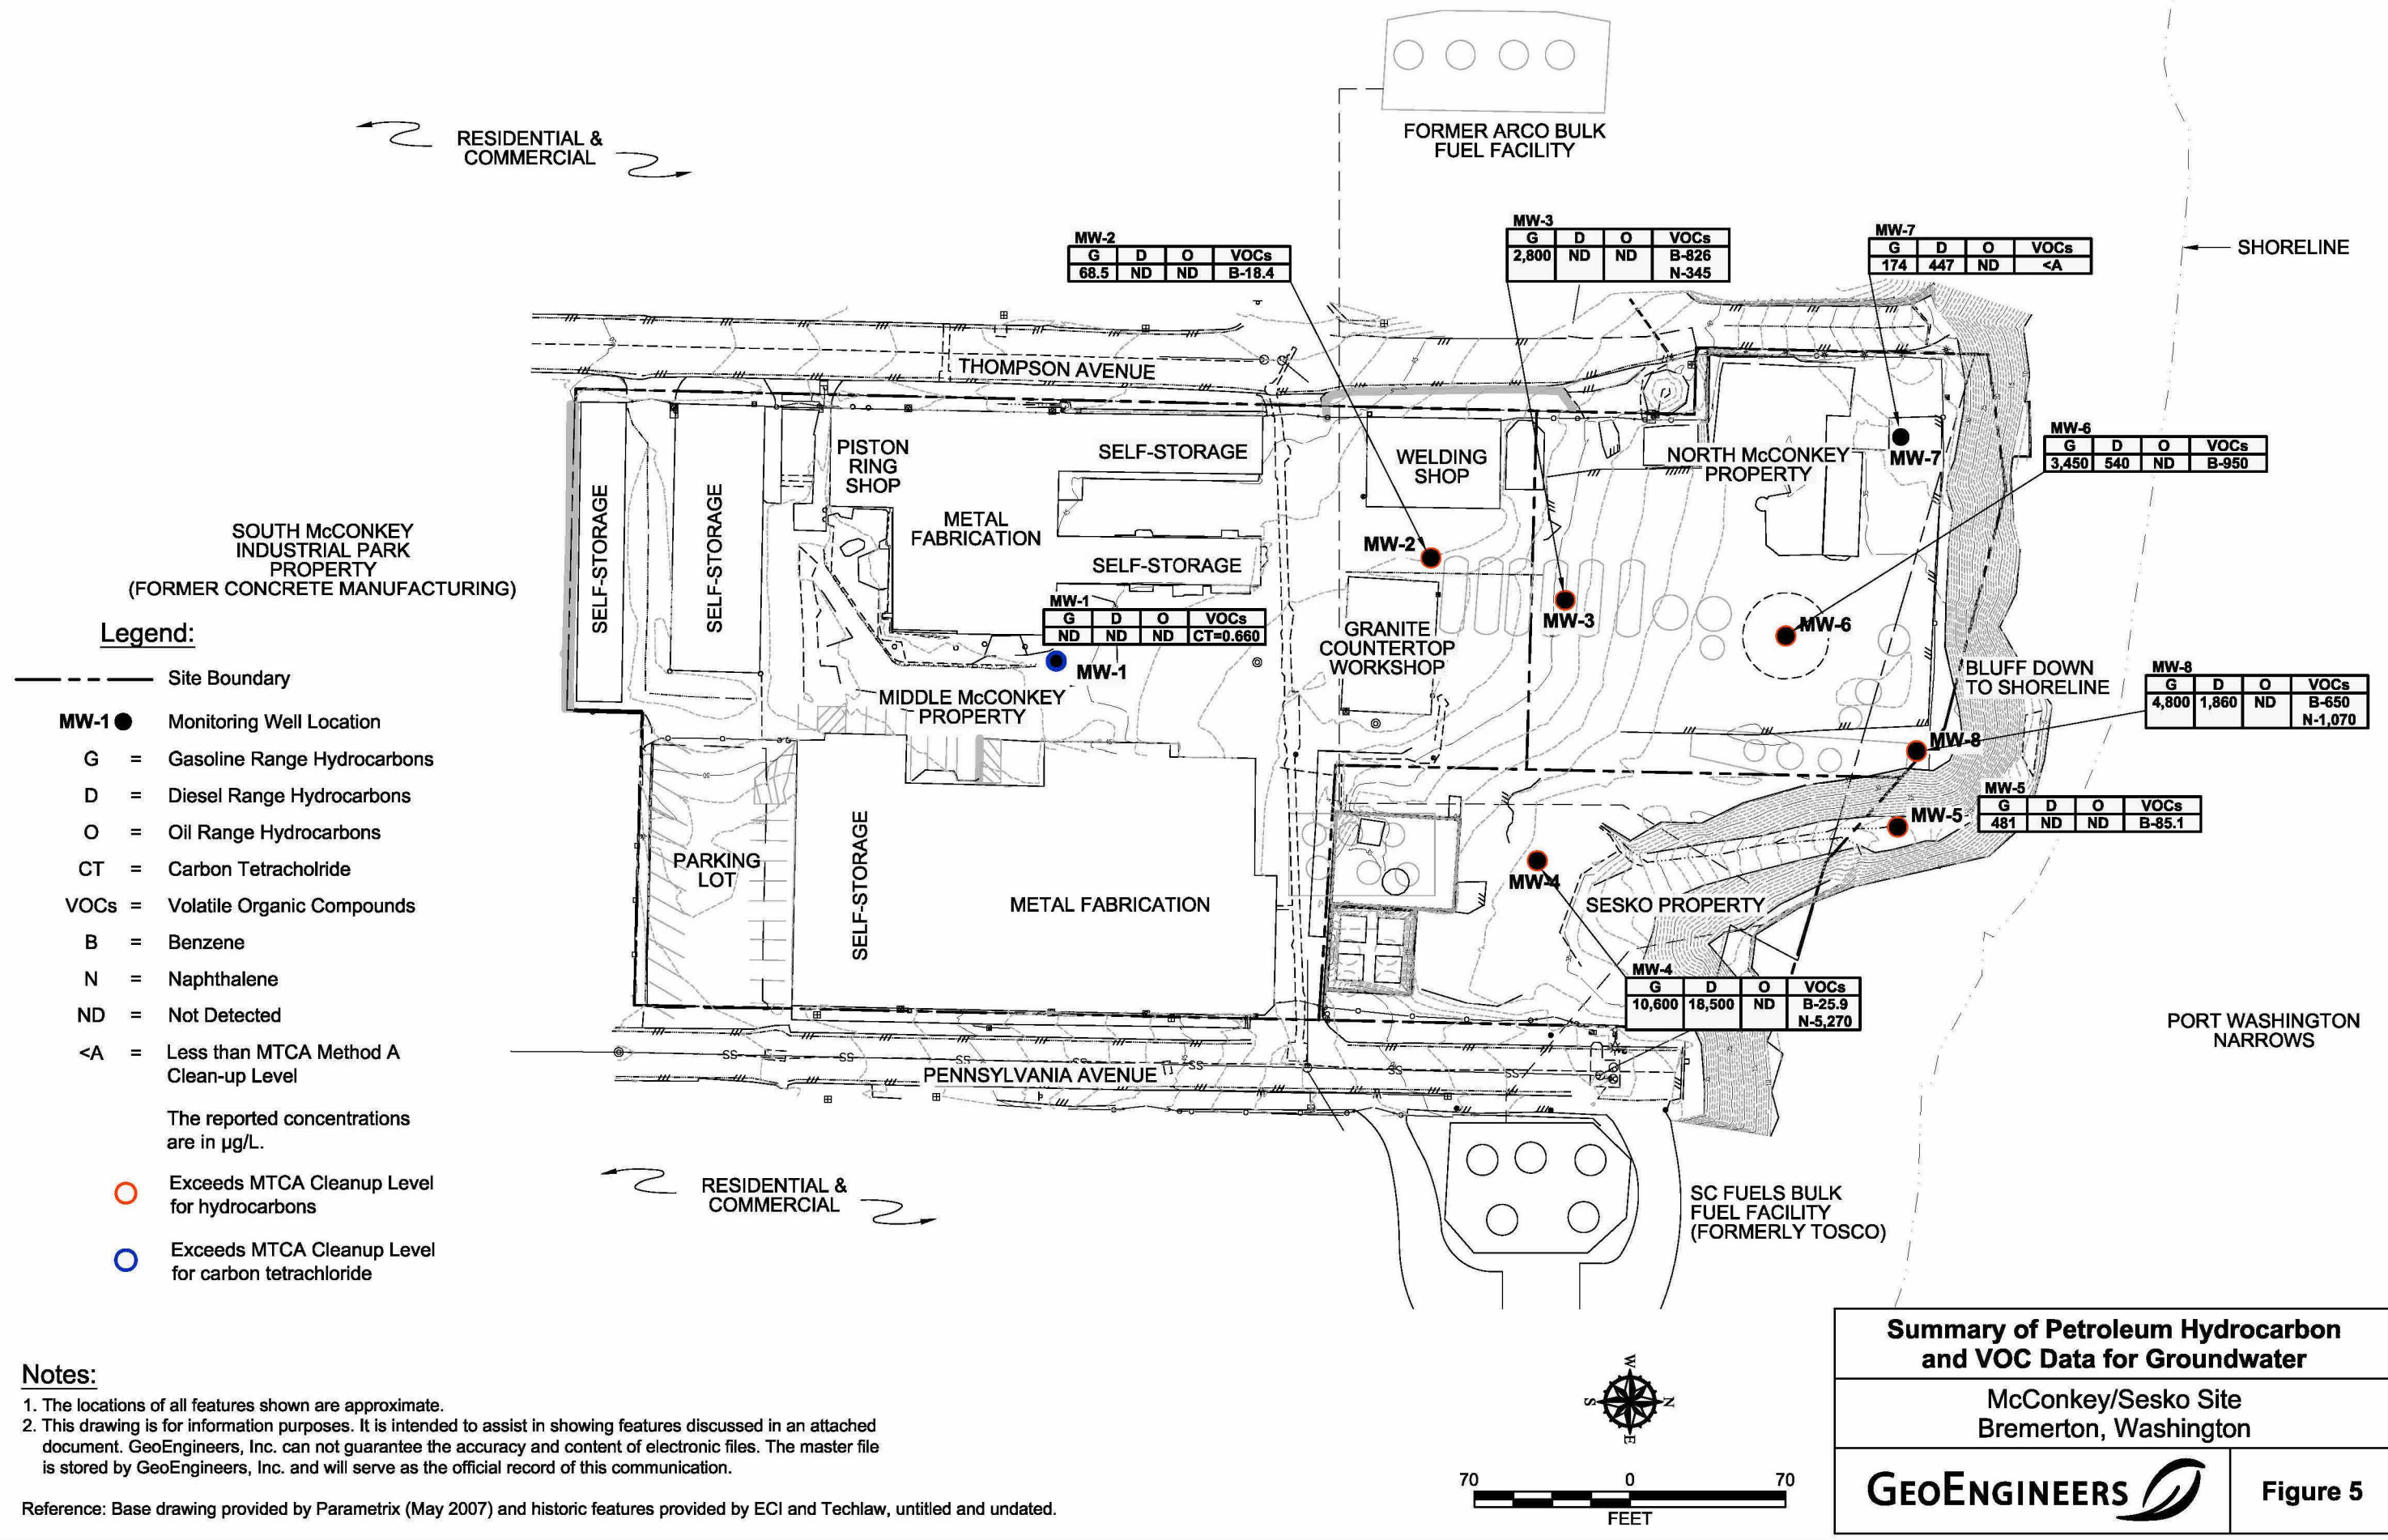 FORMER ARCO BULK
FUEL FACILITY
RESIDENTIAL &
COMMERCIAL
MW-2
G D O VOCs
68.5 ND ND B-18.4
MW-3
G D O VOCs
2,800 ND ND B-826
N-345
MW-7
G D O VOCs
174 447 ND <A
SHORELINE
THOMPSON AVENUE
PISTON
RING
SHOP
SELF-STORAGE
METAL
FABRICATION
SELF-STORAGE
SELF-STORAGE
SELF-STORAGE
WELDING
SHOP
NORTH McCONKEY
PROPERTY
MW-7
MW-6
G D O VOCs
3,450 540 ND B-950
MW-2
MW-3
MW-6
SOUTH McCONKEY
INDUSTRIAL PARK
PROPERTY
(FORMER CONCRETE MANUFACTURING)
MW-1
G D O VOCs
ND ND ND CT=0.660
MW-1
GRANITE
COUNTERTOP
WORKSHOP
MIDDLE McCONKEY
PROPERTY
BLUFF DOWN
TO SHORELINE
MW-8
G D O VOCs
4,800 1,860 ND B-650
N-1,070
MW-8
MW-5
G D O VOCs
481 ND ND B-85.1
MW-5
PARKING
LOT
SELF-STORAGE
METAL FABRICATION
MW-4
SESKO PROPERTY
MW-4
G D O VOCs
10,600 18,500 ND B-25.9
N-5,270
PORT WASHINGTON
NARROWS
SS SS SS SS SS SS SS
PENNSYLVANIA AVENUE
RESIDENTIAL &
COMMERCIAL
SC FUELS BULK
FUEL FACILITY
(FORMERLY TOSCO)
Legend:
Site Boundary
MW-1 Monitoring Well Location
G = Gasoline Range Hydrocarbons
D = Diesel Range Hydrocarbons
O = Oil Range Hydrocarbons
CT = Carbon Tetracholride
VOCs = Volatile Organic Compounds
B = Benzene
N = Naphthalene
ND = Not Detected
<A = Less than MTCA Method A
Clean-up Level
The reported concentrations
are in µg/L.
Exceeds MTCA Cleanup Level
for hydrocarbons
Exceeds MTCA Cleanup Level
for carbon tetrachloride
Notes:
1. The locations of all features shown are approximate.
2. This drawing is for information purposes. It is intended to assist in showing features discussed in an attached
document. GeoEngineers, Inc. can not guarantee the accuracy and content of electronic files. The master file
is stored by GeoEngineers, Inc. and will serve as the official record of this communication.
Reference: Base drawing provided by Parametrix (May 2007) and historic features provided by ECI and Techlaw, untitled and undated.
W
S N
E
70 0 70
FEET
Summary of Petroleum Hydrocarbon
and VOC Data for Groundwater
McConkey/Sesko Site
Bremerton, Washington
GEOENGINEERS
Figure 5